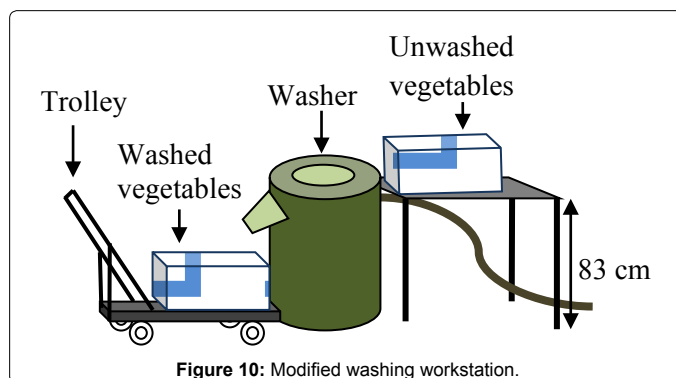 Trolley
Washed
vegetables
Washer
Unwashed
vegetables
83 cm
Figure 10: Modified washing workstation.